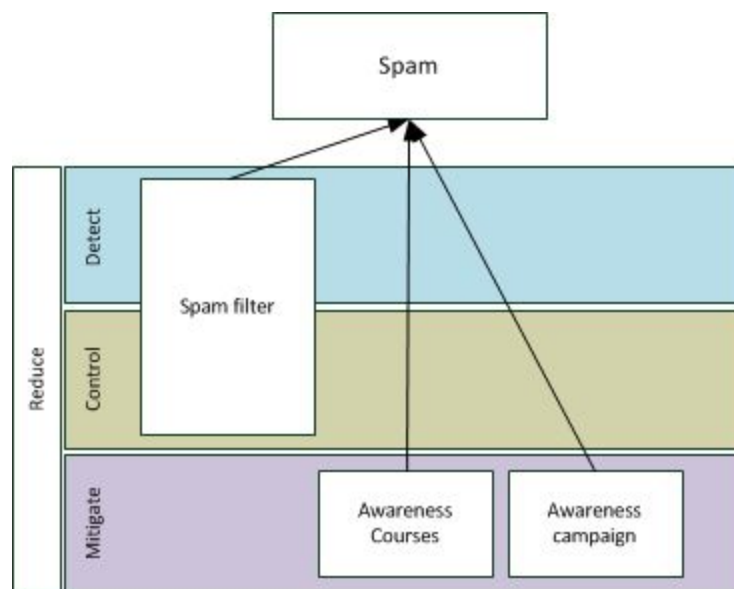 Spam
Reduce
Detect
Spam filter
Control
Mitigate
Awareness
Courses
Awareness
campaign